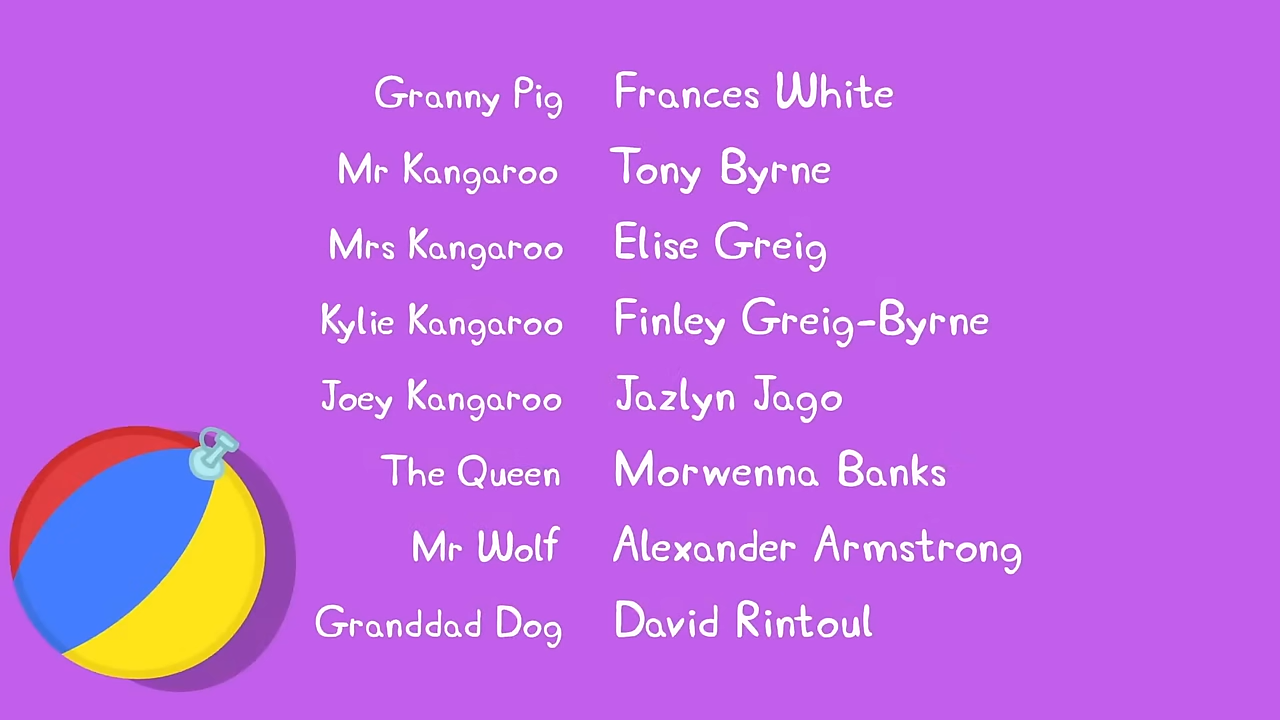 Granny Pig Frances White
Mr Kangaroo Tony Byrne
Mrs Kangaroo Elise Greig
Kylie Kangaroo Finley Greig-Byrne
Joey Kangaroo Jazlyn Jago
The Queen Morwenna Banks
Mr Wolf Alexander Armstrong
Granddad Dog David Rintoul